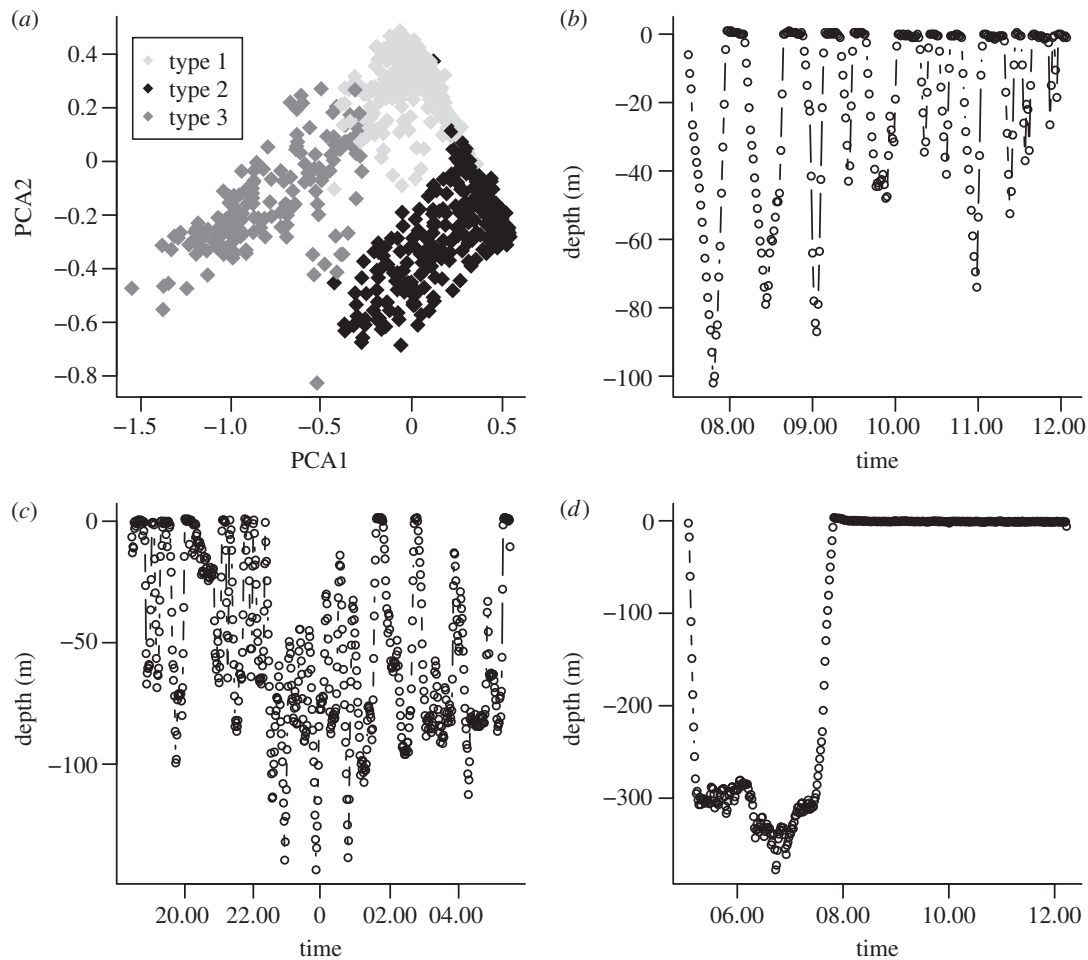 (a)
type 1
type 2
type 3
0.4
0.2
0
−0.2
−0.4
−0.6
−0.8
PCA2
−1.5 −1.0 −0.5 0 0.5
PCA1
(b)
0
−20
−40
−60
−80
−100
depth (m)
08.00 09.00 10.00 11.00 12.00
time
(c)
0
−50
−100
depth (m)
20.00 22.00 0 02.00 04.00
time
(d)
0
−100
−200
−300
depth (m)
06.00 08.00 10.00 12.00
time